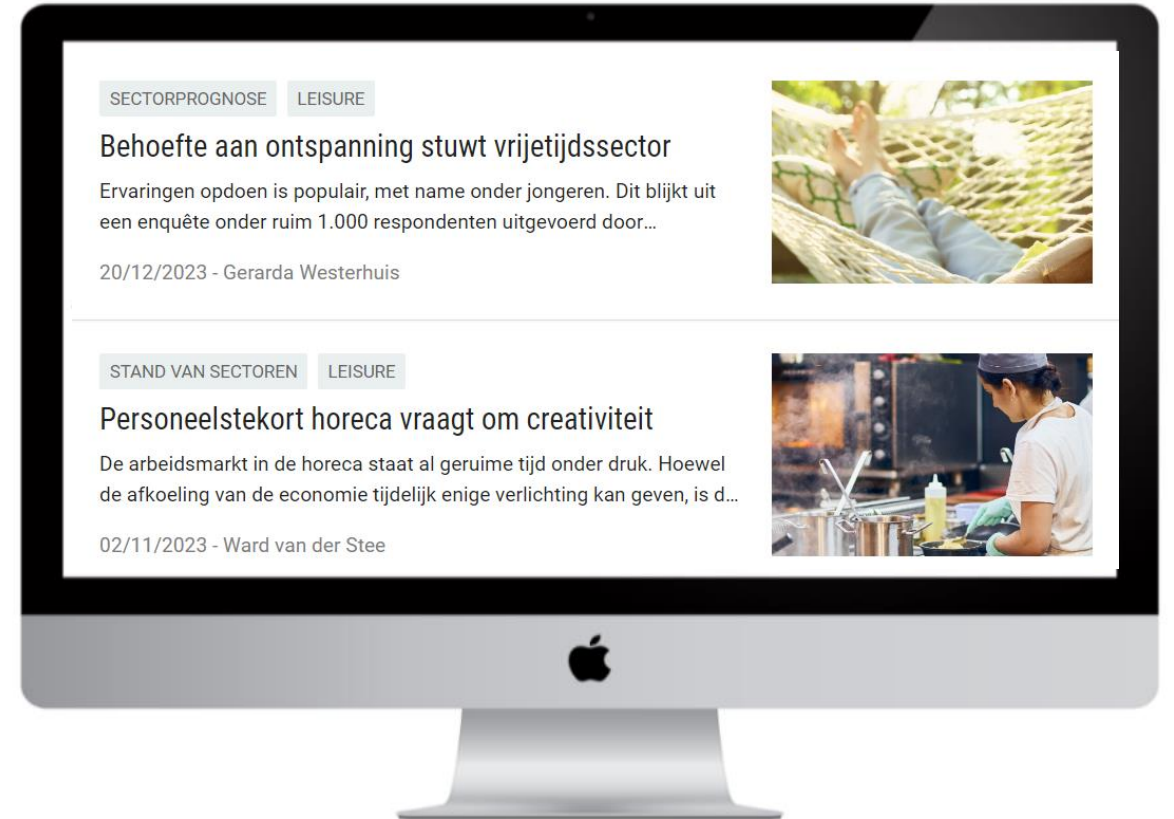 SECTORPROGNOSE LEISURE
Behoefte aan ontspanning stuwt vrijetijdssector
Ervaringen opdoen is populair, met name onder jongeren. Dit blijkt uit
een enquête onder ruim 1.000 respondenten uitgevoerd door...
20/12/2023 - Gerarda Westerhuis
STAND VAN SECTOREN LEISURE
Personeelstekort horeca vraagt om creativiteit
De arbeidsmarkt in de horeca staat al geruime tijd onder druk. Hoewel
de afkoeling van de economie tijdelijk enige verlichting kan geven, is d...
02/11/2023 - Ward van der Stee